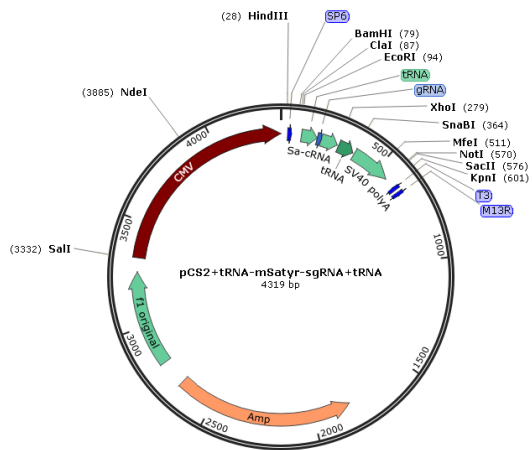 (28) HindIII
SP6
BamHI (79)
ClaI (87)
EcoRI (94)
tRNA
gRNA
XhoI (279)
SnaBI (364)
MfeI (511)
NotI (570)
SacII (576)
KpnI (601)
T3
M13R
(3885) NdeI
(3332) SalI
4000
500
1000
1500
2000
2500
3000
3500
CMV
Sa-cRNA
tRNA
SV40 polyA
f1 original
Amp
pCS2+tRNA-mSatyr-sgRNA+tRNA
4319 bp